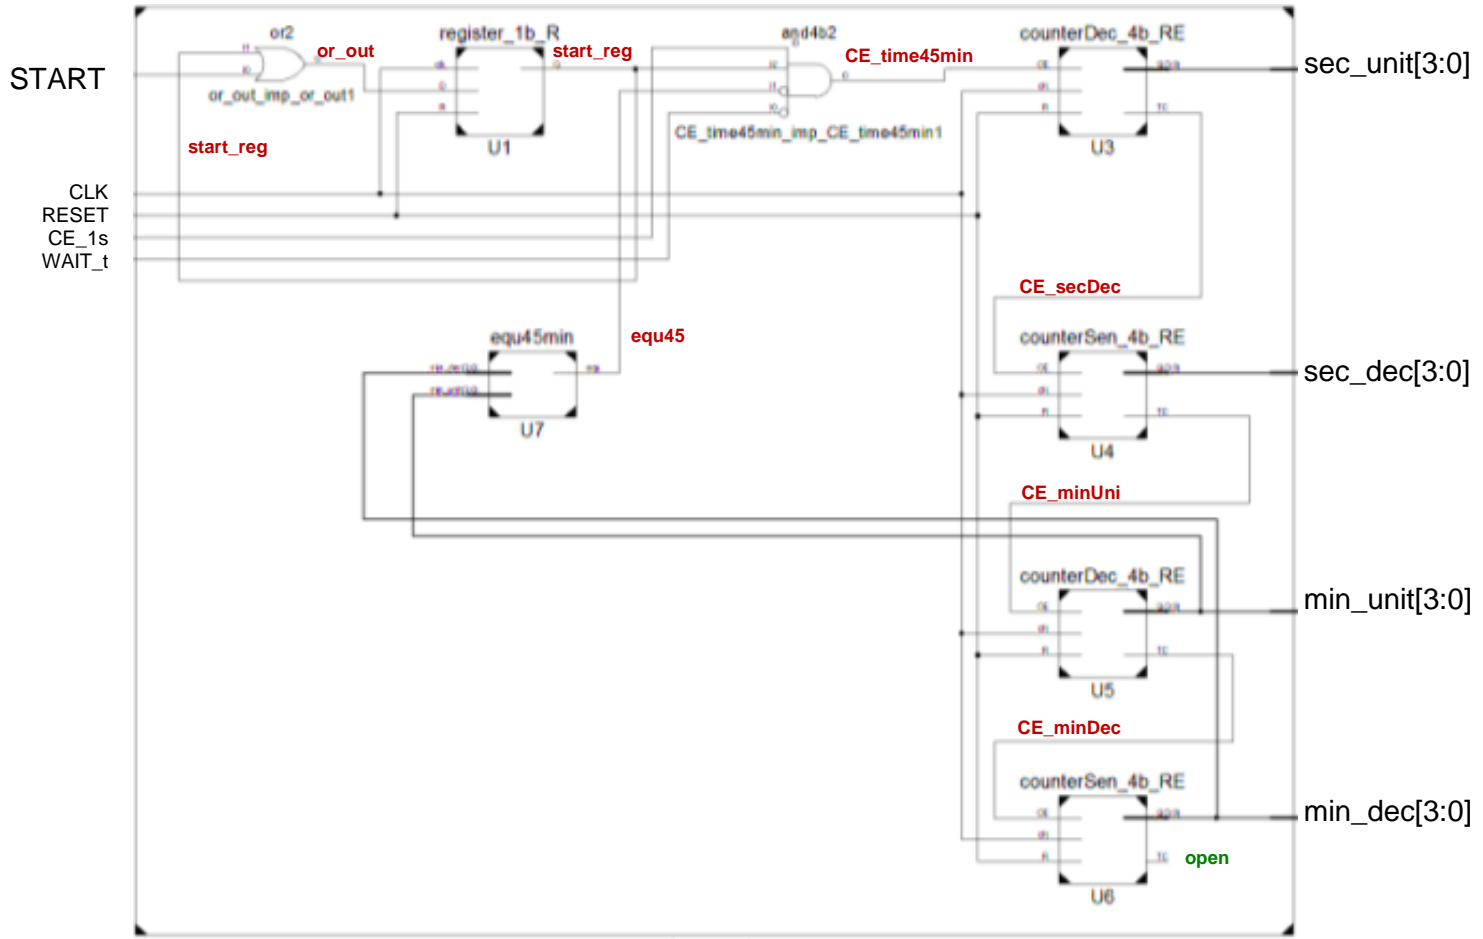 or2
register_1b_R
and4b2
counterDec_4b_RE
or_out
start_reg
CE_time45min
sec_unit[3:0]
START
or_out_imp_or_out1
CE_time45min_imp_CE_time45min1
U1
U3
start_reg
CLK
RESET
CE_1s
WAIT_t
CE_secDec
equ45min
equ45
counterSen_4b_RE
sec_dec[3:0]
U7
U4
CE_minUni
counterDec_4b_RE
min_unit[3:0]
U5
CE_minDec
counterSen_4b_RE
min_dec[3:0]
open
U6